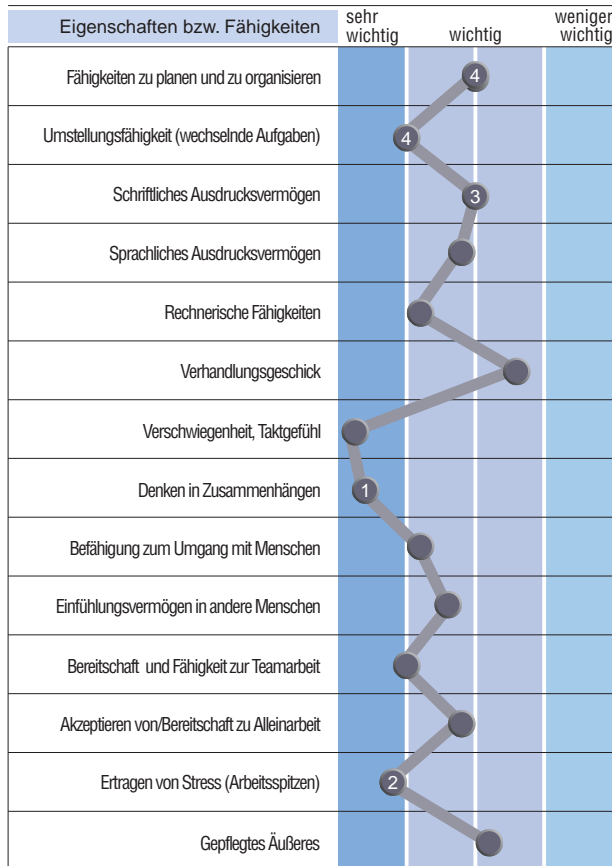 Eigenschaften bzw. Fähigkeiten
sehr wichtig
wichtig
weniger wichtig
Fähigkeiten zu planen und zu organisieren
4
Umstellungsfähigkeit (wechselnde Aufgaben)
4
Schriftliches Ausdrucksvermögen
3
Sprachliches Ausdrucksvermögen
Rechnerische Fähigkeiten
Verhandlungsgeschick
Verschwiegenheit, Taktgefühl
Denken in Zusammenhängen
1
Befähigung zum Umgang mit Menschen
Einfühlungsvermögen in andere Menschen
Bereitschaft und Fähigkeit zur Teamarbeit
Akzeptieren von/Bereitschaft zu Alleinarbeit
Ertragen von Stress (Arbeitsspitzen)
2
Gepflegtes Äußeres